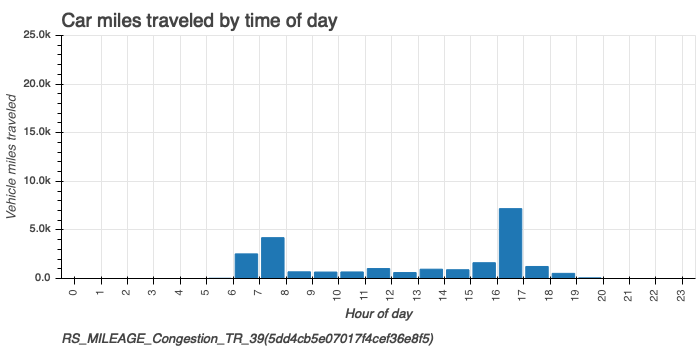 Car miles traveled by time of day
25.0k
20.0k
15.0k
10.0k
5.0k
0.0
Vehicle miles traveled
0 1 2 3 4 5 6 7 8 9 10 11 12 13 14 15 16 17 18 19 20 21 22 23
Hour of day
RS_MILEAGE_Congestion_TR_39(5dd4cb5e07017f4cef36e8f5)